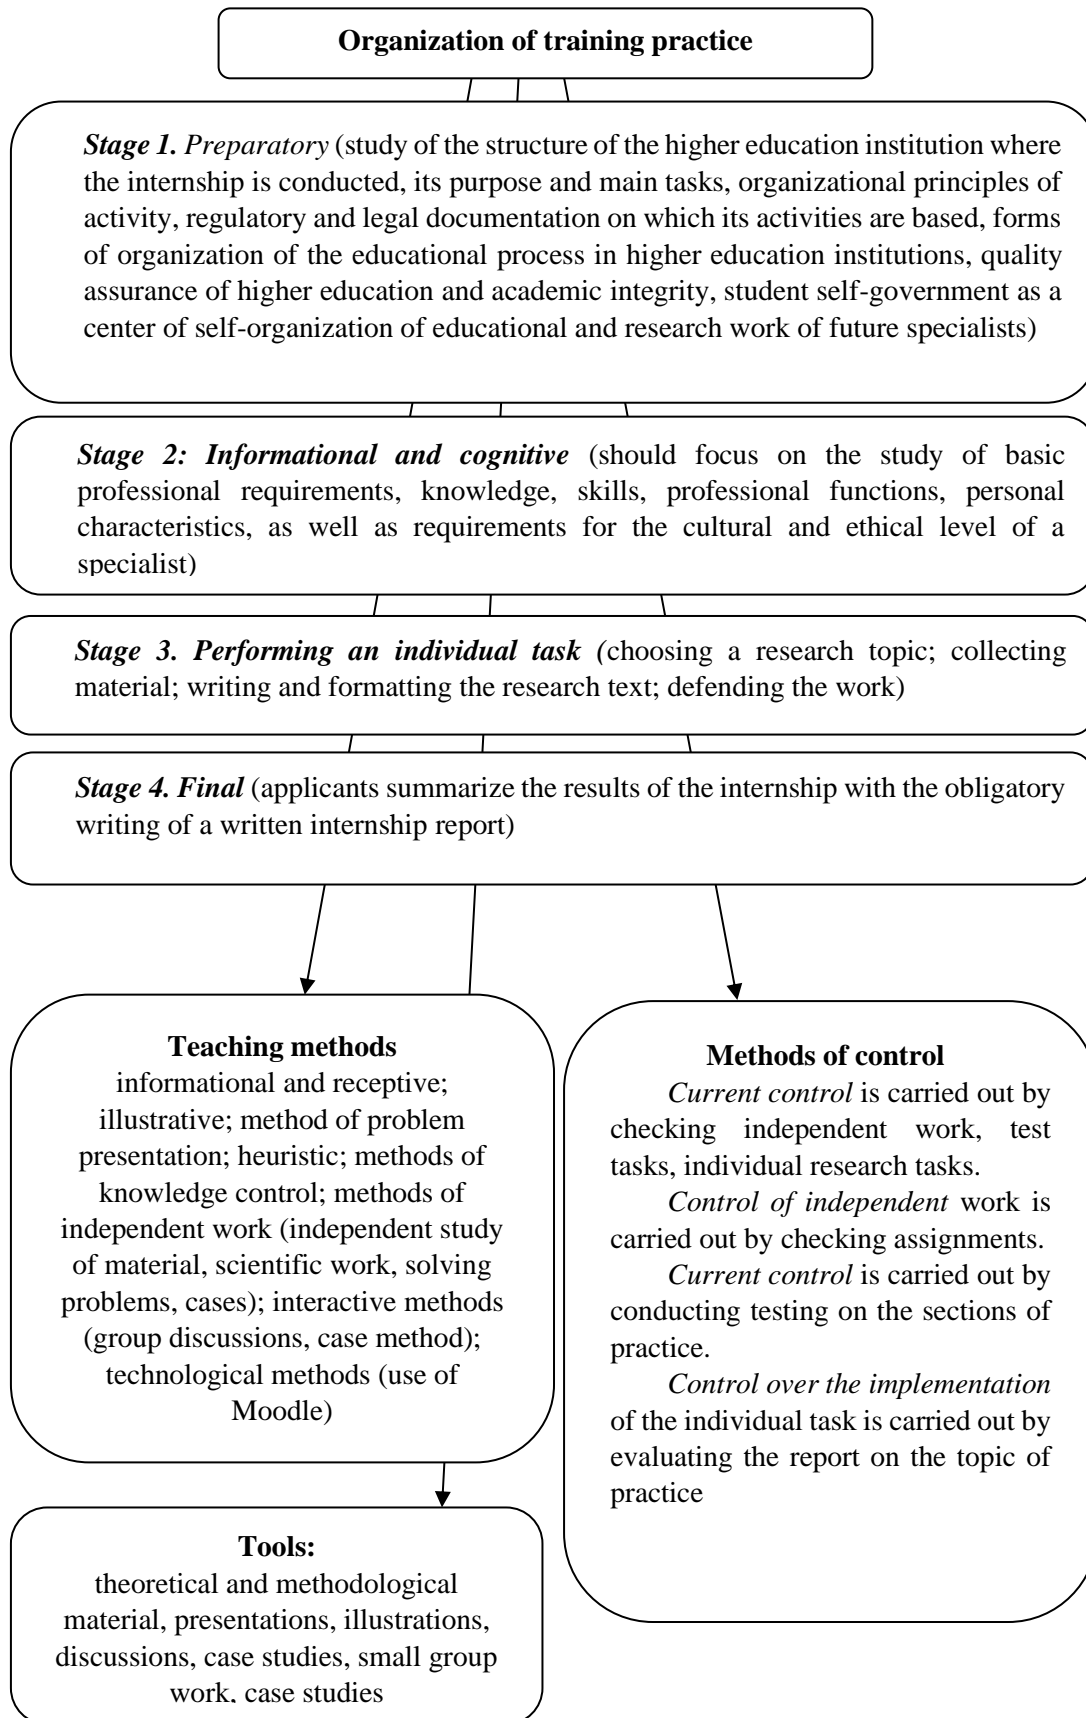 Organization of training practice
Stage 1. Preparatory (study of the structure of the higher education institution where
the internship is conducted, its purpose and main tasks, organizational principles of
activity, regulatory and legal documentation on which its activities are based, forms
of organization of the educational process in higher education institutions, quality
assurance of higher education and academic integrity, student self-government as a
center of self-organization of educational and research work of future specialists)
Stage 2: Informational and cognitive (should focus on the study of basic
professional requirements, knowledge, skills, professional functions, personal
characteristics, as well as requirements for the cultural and ethical level of a
specialist)
Stage 3. Performing an individual task (choosing a research topic; collecting
material; writing and formatting the research text; defending the work)
Stage 4. Final (applicants summarize the results of the internship with the obligatory
writing of a written internship report)
Teaching methods
informational and receptive;
illustrative; method of problem
presentation; heuristic; methods of
knowledge control; methods of
independent work (independent study
of material, scientific work, solving
problems, cases); interactive methods
(group discussions, case method);
technological methods (use of
Moodle)
Methods of control
Current control is carried out by
checking independent work, test
tasks, individual research tasks.
Control of independent work is
carried out by checking assignments.
Current control is carried out by
conducting testing on the sections of
practice.
Control over the implementation
of the individual task is carried out by
evaluating the report on the topic of
practice
Tools:
theoretical and methodological
material, presentations, illustrations,
discussions, case studies, small group
work, case studies